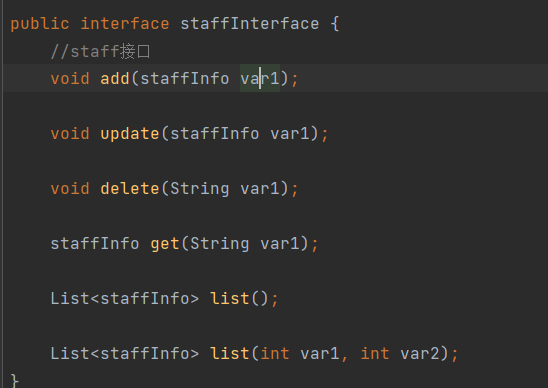 public interface staffInterface {
//staff接口
void add(staffInfo var1);
void update(staffInfo var1);
void delete(String var1);
staffInfo get(String var1);
List<staffInfo> list();
List<staffInfo> list(int var1, int var2);
}